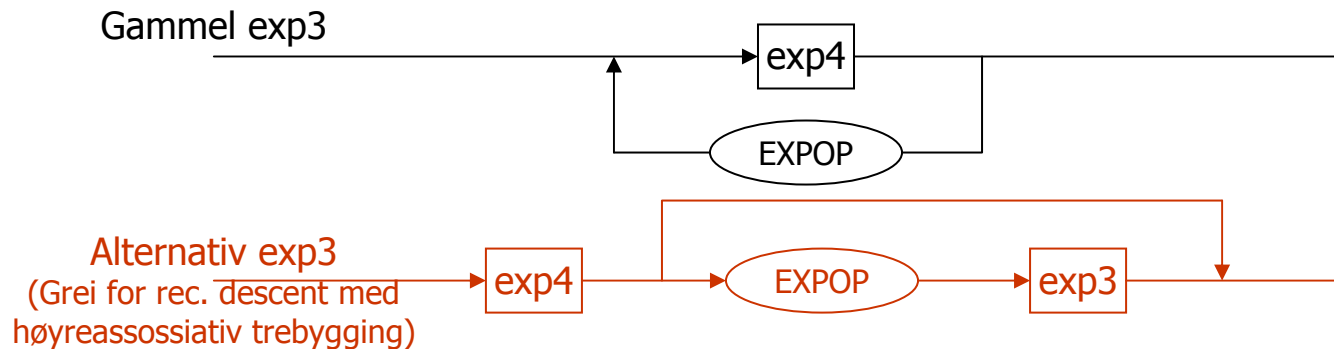 Gammel exp3
exp4
EXPOP
Alternativ exp3
(Grei for rec. descent med
høyreassossiativ trebygging)
exp4
EXPOP
exp3